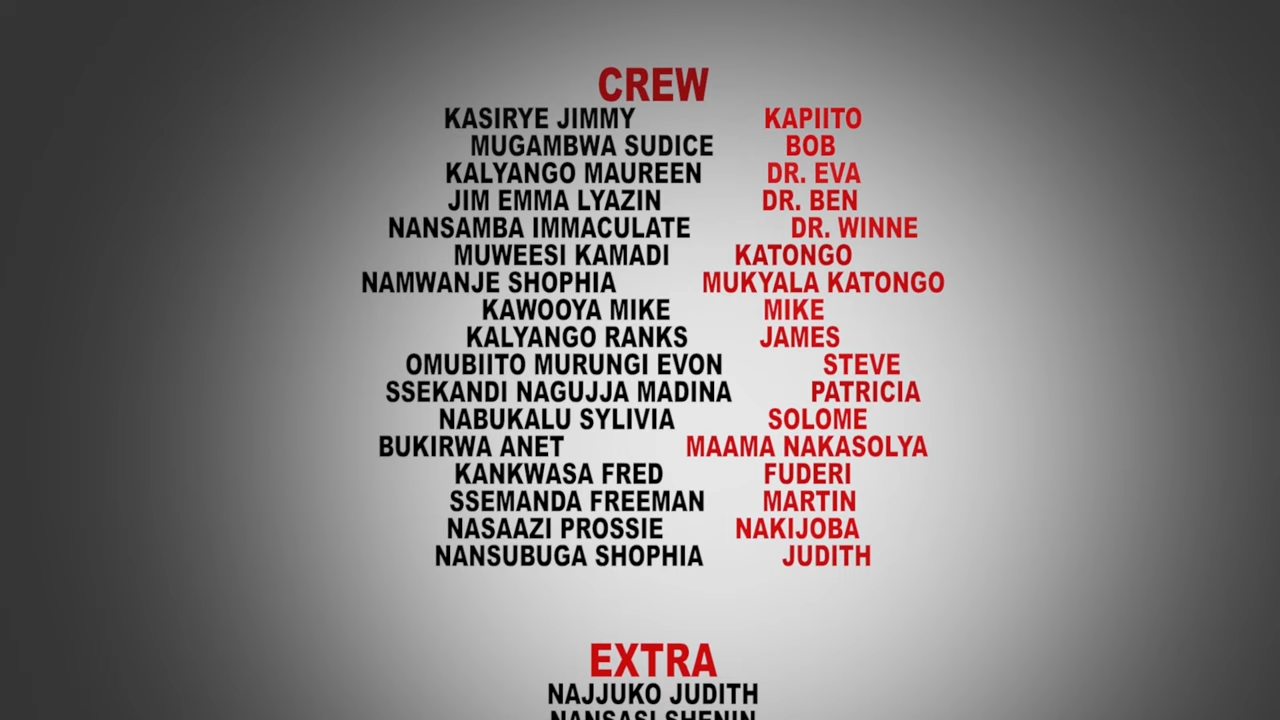 CREW
KASIRYE JIMMY KAPIITO
MUGAMBWA SUDICE BOB
KALYANGO MAUREEN DR. EVA
JIM EMMA LYAZIN DR. BEN
NANSAMBA IMMACULATE DR. WINNE
MUWEESI KAMADI KATONGO
NAMWANJE SHOPHIA MUKYALA KATONGO
KAWOOYA MIKE MIKE
KALYANGO RANKS JAMES
OMUBIITO MURUNGI EVON STEVE
SSEKANDI NAGUJJA MADINA PATRICIA
NABUKALU SYLIVIA SOLOME
BUKIRWA ANET MAAMA NAKASOLYA
KANKWASA FRED FUDERI
SSEMANDA FREEMAN MARTIN
NASAAZI PROSSIE NAKIJOBA
NANSUBUGA SHOPHIA JUDITH
EXTRA
NAJJUKO JUDITH
NANSASI SHENIN